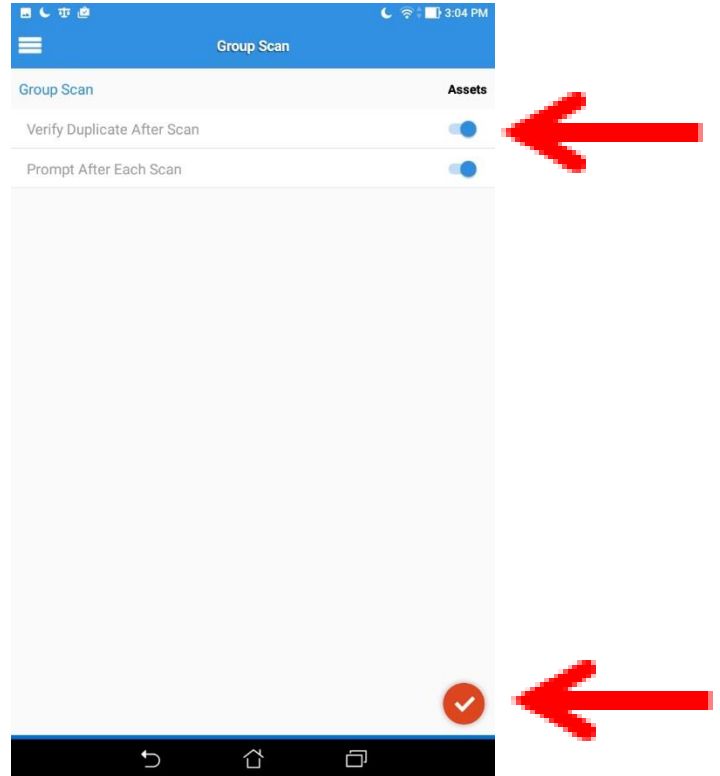 3:04 PM
Group Scan
Group Scan Assets
Verify Duplicate After Scan
Prompt After Each Scan